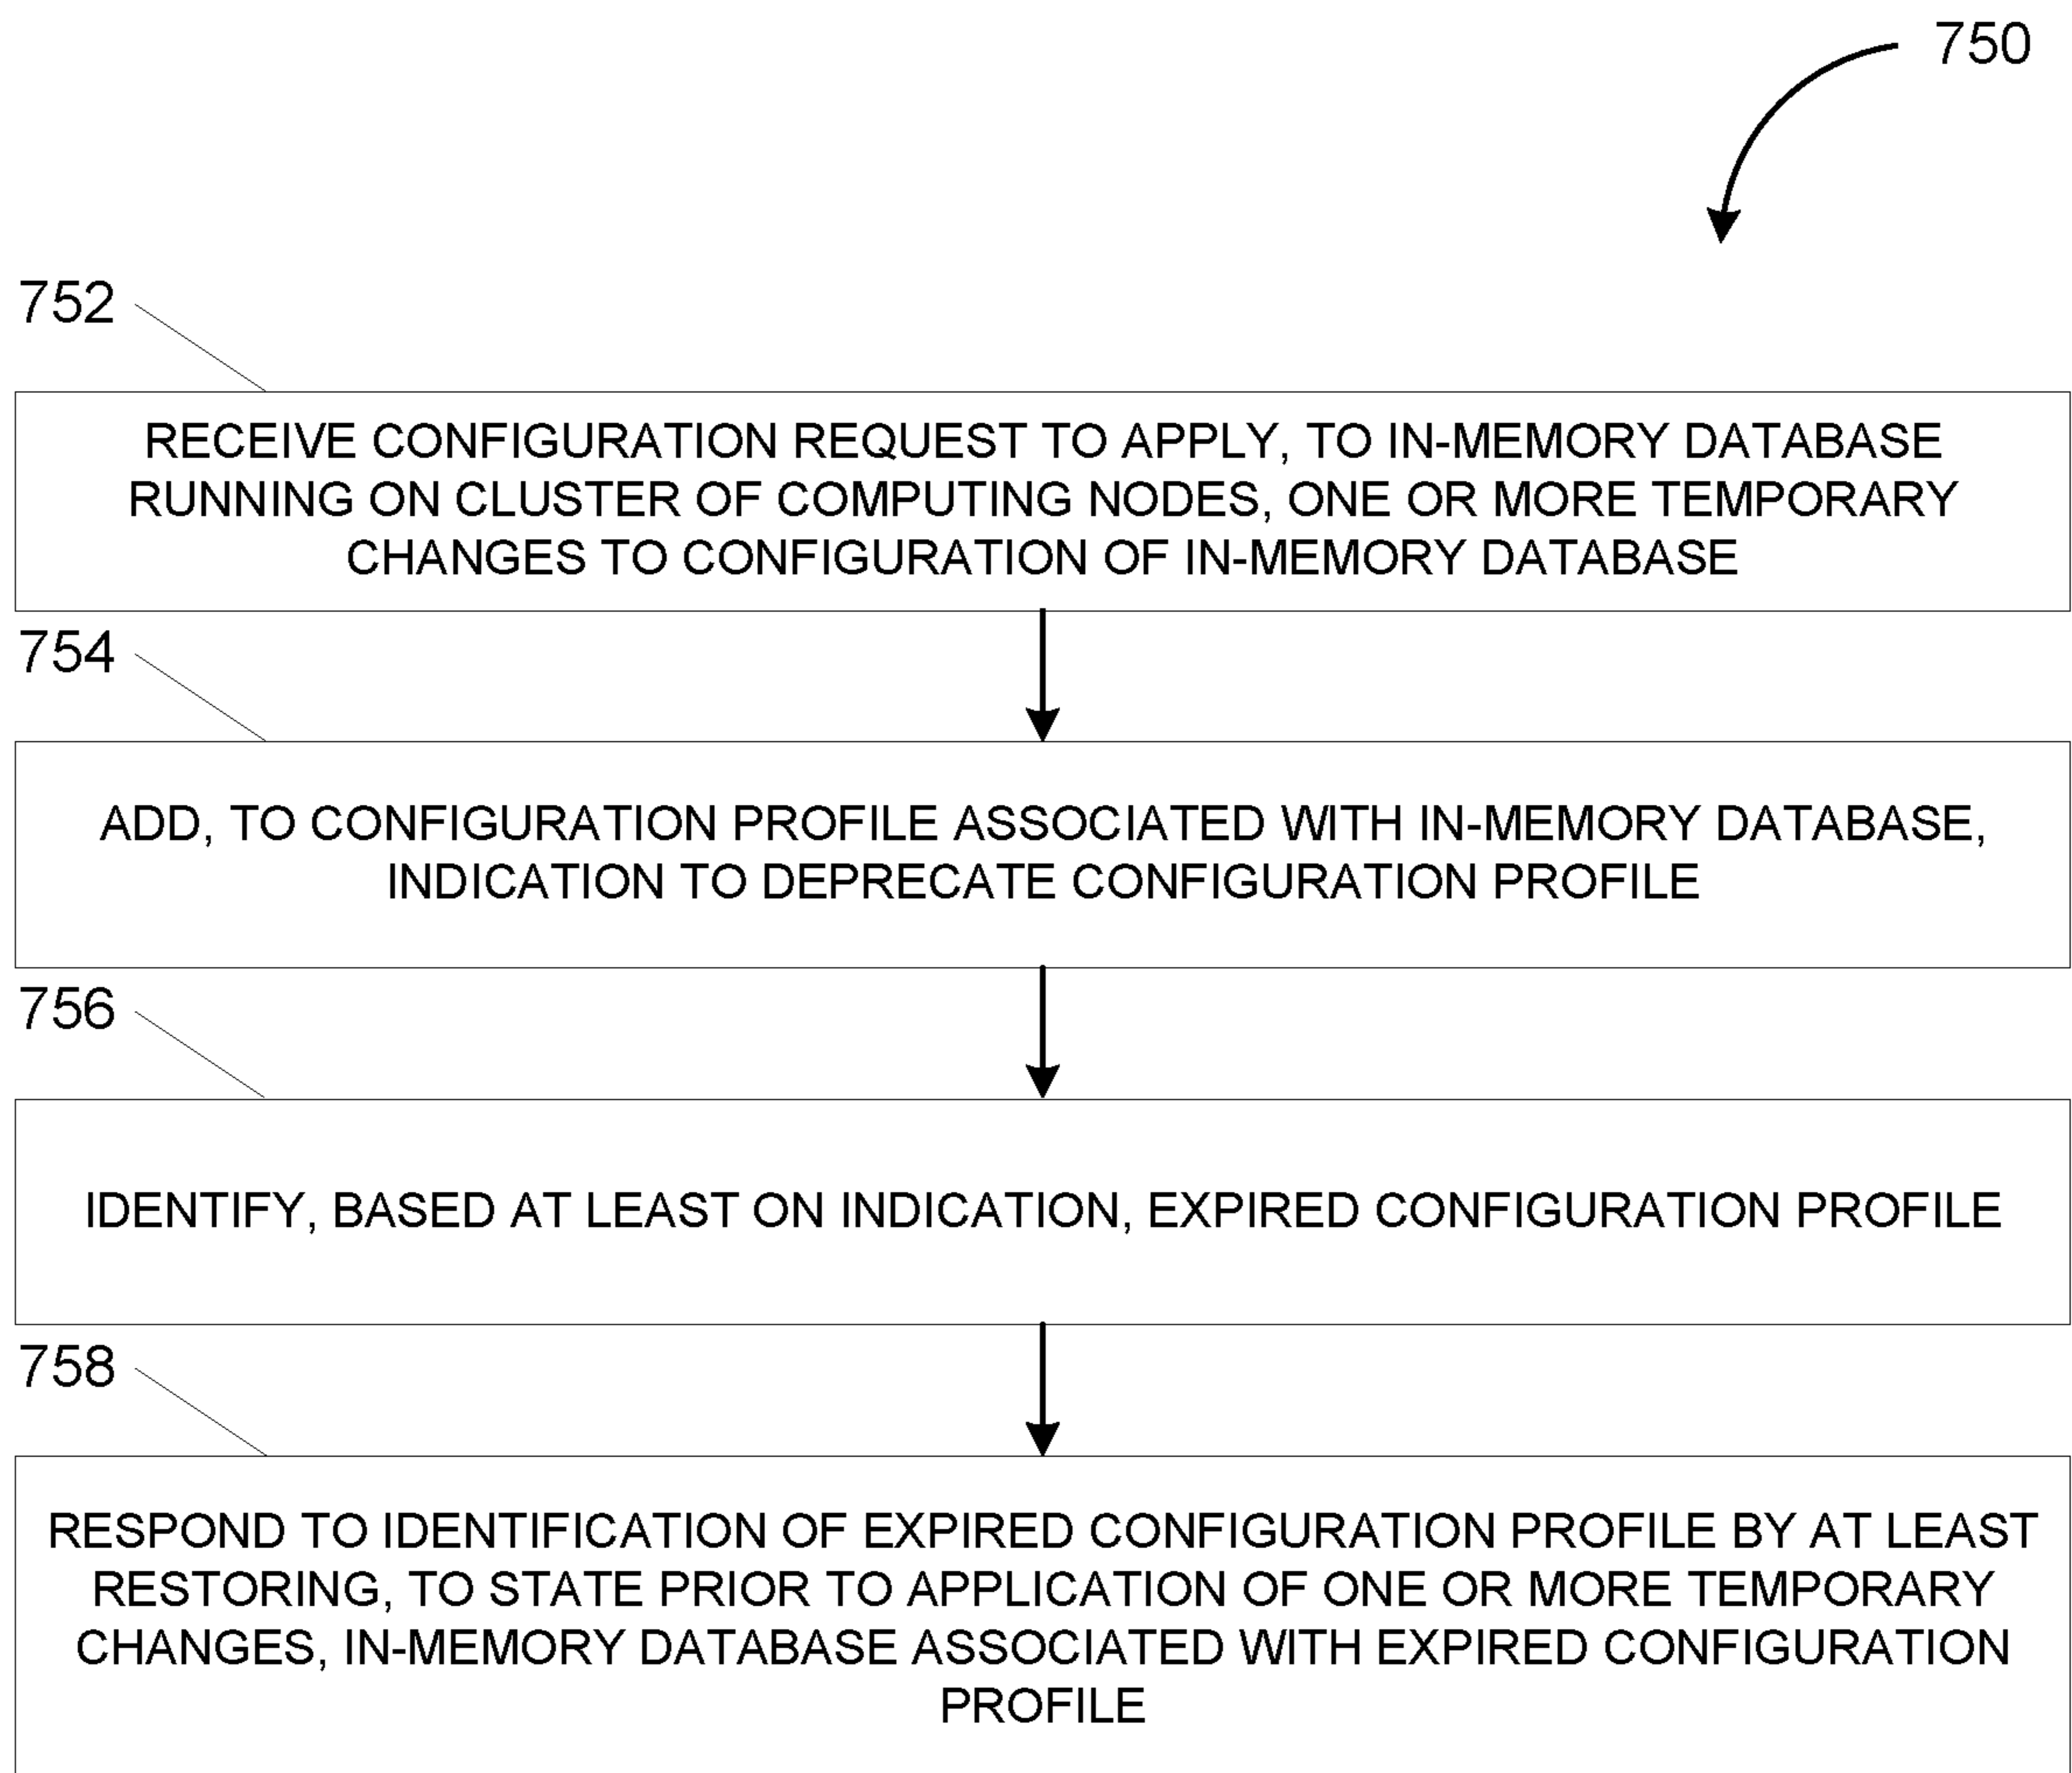 750
752
RECEIVE CONFIGURATION REQUEST TO APPLY, TO IN-MEMORY DATABASE
RUNNING ON CLUSTER OF COMPUTING NODES, ONE OR MORE TEMPORARY
CHANGES TO CONFIGURATION OF IN-MEMORY DATABASE
754
ADD, TO CONFIGURATION PROFILE ASSOCIATED WITH IN-MEMORY DATABASE,
INDICATION TO DEPRECATE CONFIGURATION PROFILE
756
IDENTIFY, BASED AT LEAST ON INDICATION, EXPIRED CONFIGURATION PROFILE
758
RESPOND TO IDENTIFICATION OF EXPIRED CONFIGURATION PROFILE BY AT LEAST
RESTORING, TO STATE PRIOR TO APPLICATION OF ONE OR MORE TEMPORARY
CHANGES, IN-MEMORY DATABASE ASSOCIATED WITH EXPIRED CONFIGURATION
PROFILE